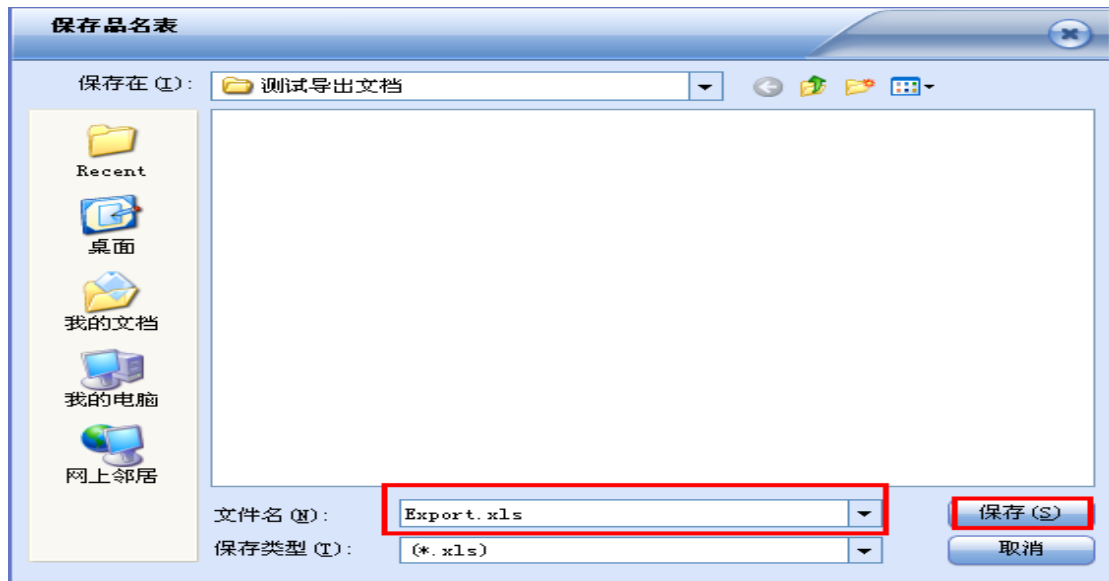 保存品名表
保存在(I): 测试导出文档
Recent
桌面
我的文档
我的电脑
网上邻居
文件名(N): Export.xls 保存(S)
保存类型(T): (*.xls) 取消